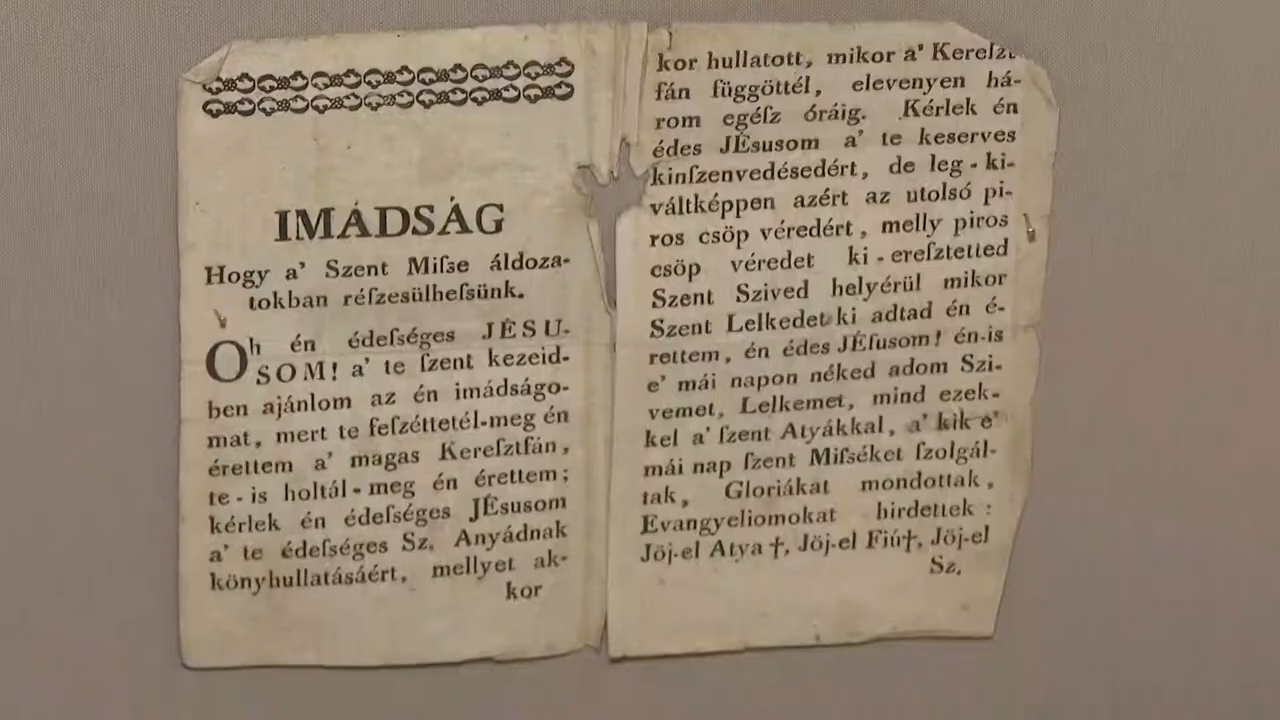 IMÁDSÁG
Hogy a’ Szent Miſse áldoza-
tokban réſzesülheſsünk.
Oh én édeſséges JÉSU-
SOM! a’ te ſzent kezeid-
ben ajánlom az én imádságo-
mat, mert te feſzéttetél-meg én
érettem a’ magas Kereſztfán,
te-is holtál-meg én érettem;
kérlek én édeſséges JÉsusom
a’ te édeſséges Sz. Anyádnak
könyhullatásáért, mellyet ak-
kor
kor hullatott, mikor a’ Kereſzt
fán függöttél, elevenyen há-
rom egéſz óráig. Kérlek én
édes JÉsusom a’ te keserves
kinſzenvedésedért, de leg-ki-
váltképpen azért az utolsó pi-
ros csöp véredért, melly piros
csöp véredet ki-ereſztetted
Szent Szived helyérül mikor
Szent Lelkedet ki adtad én é-
rettem, én édes JÉſusom! én-is
e’ mái napon néked adom Szi-
vemet, Lelkemet, mind ezek-
kel a’ ſzent Atyákkal, a’ kik e’
mái nap ſzent Miſséket ſzolgál-
tak, Gloriákat mondottak,
Evangyeliomokat hirdettek:
Jöj-el Atya †, Jöj-el Fiú†, Jöj-el
Sz.